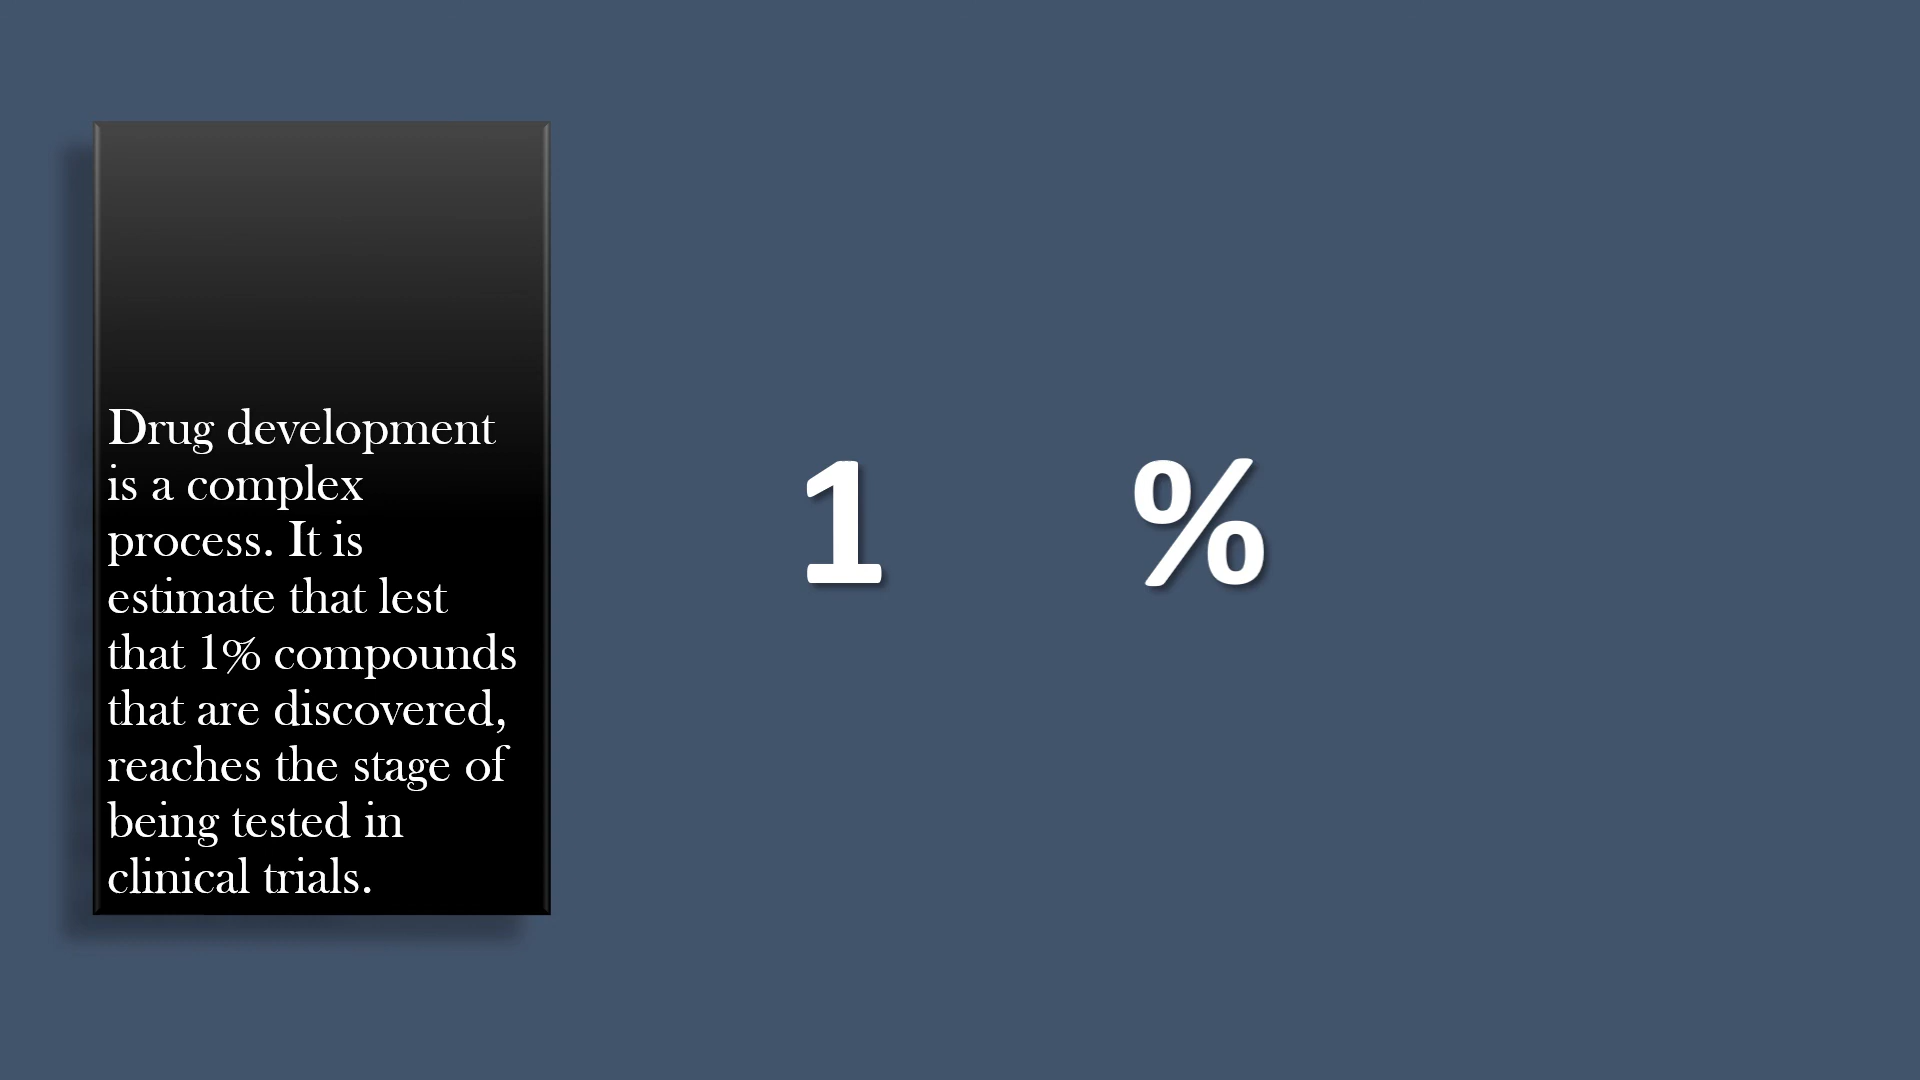 Drug development
is a complex
process. It is
estimate that lest
that 1% compounds
that are discovered,
reaches the stage of
being tested in
clinical trials.
1 %